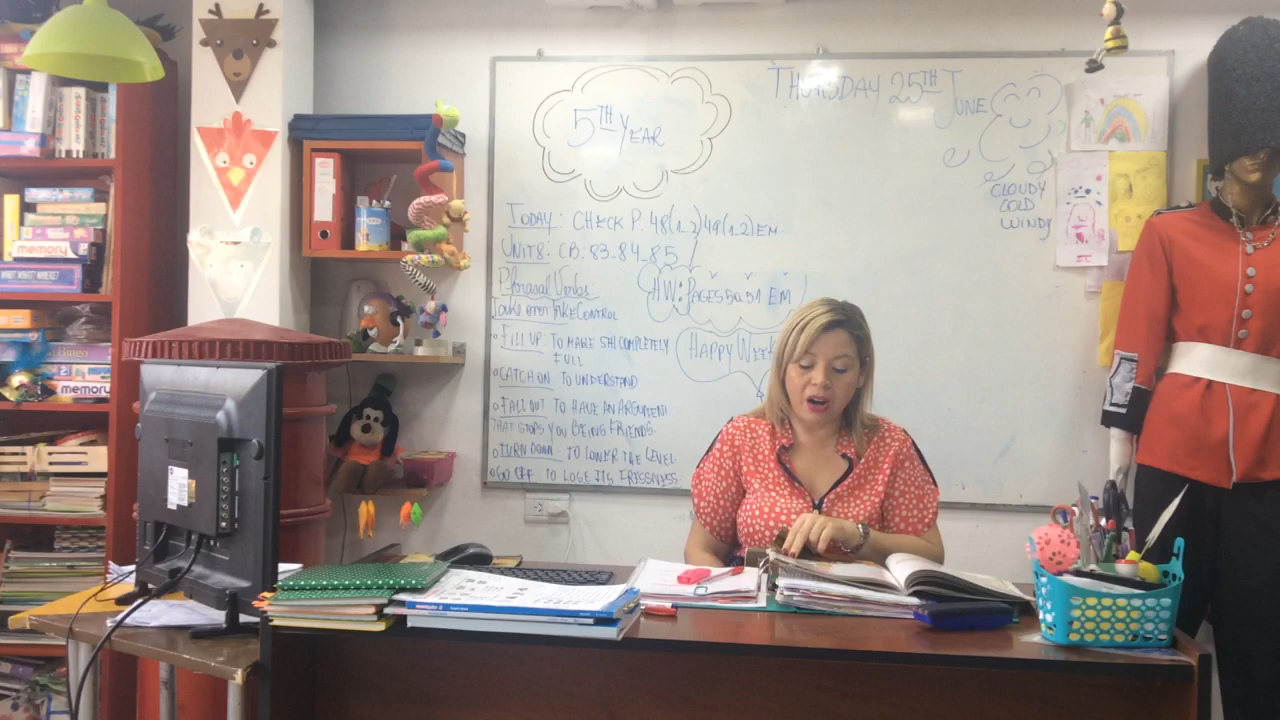 5TH YEAR
THURSDAY 25TH JUNE
CLOUDY
COLD
WINDY
TODAY: CHECK P. 48(1-2) 49(1-2) EM.
UNIT 8: CB: 83-84-85
HW: PAGES 50-51 EM
Phrasal Verbs:
TAKE CONTROL
FILL UP: TO MAKE STH COMPLETELY
FULL
CATCH ON TO UNDERSTAND
FALL OUT TO HAVE AN ARGUMENT
THAT STOPS YOU BEING FRIENDS.
TURN DOWN TO LOWER THE LEVEL
GO OFF: TO LOSE ITS FRESHNESS
HAPPY WEEK
MEMORY
Bingo
MEMORY